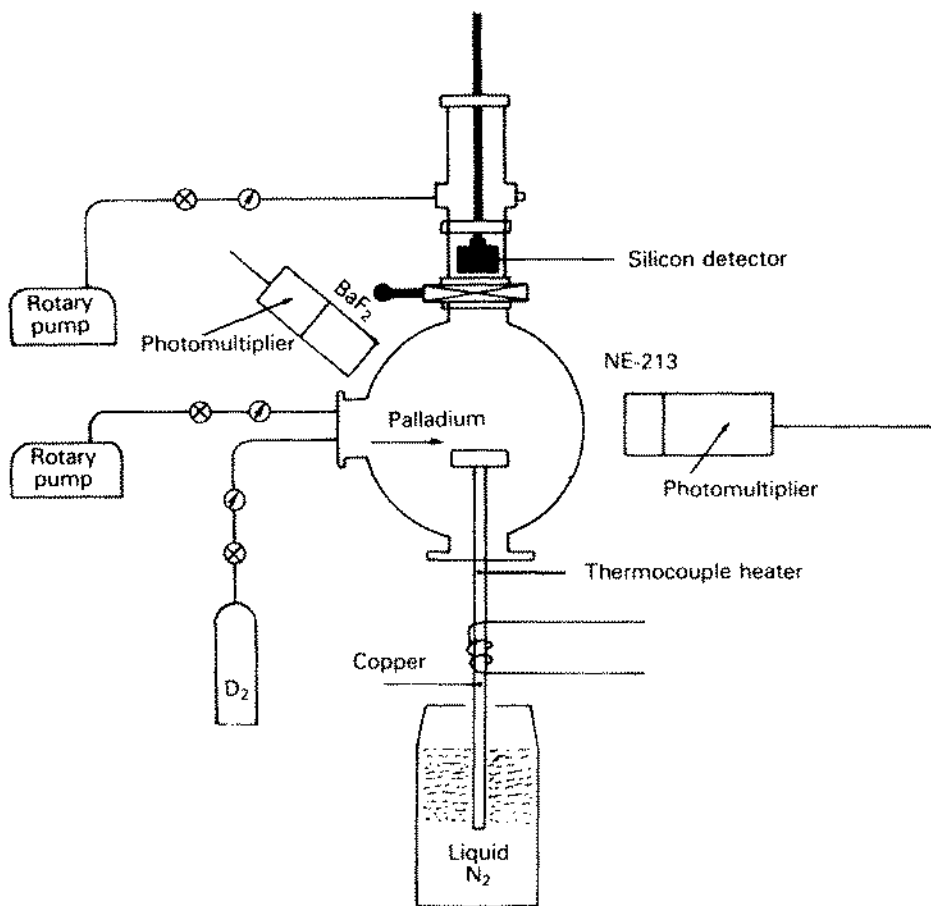 Silicon detector
Rotary
pump
BaF₂
Photomultiplier
NE-213
Palladium
Rotary
pump
Photomultiplier
Thermocouple heater
Copper
D₂
Liquid
N₂